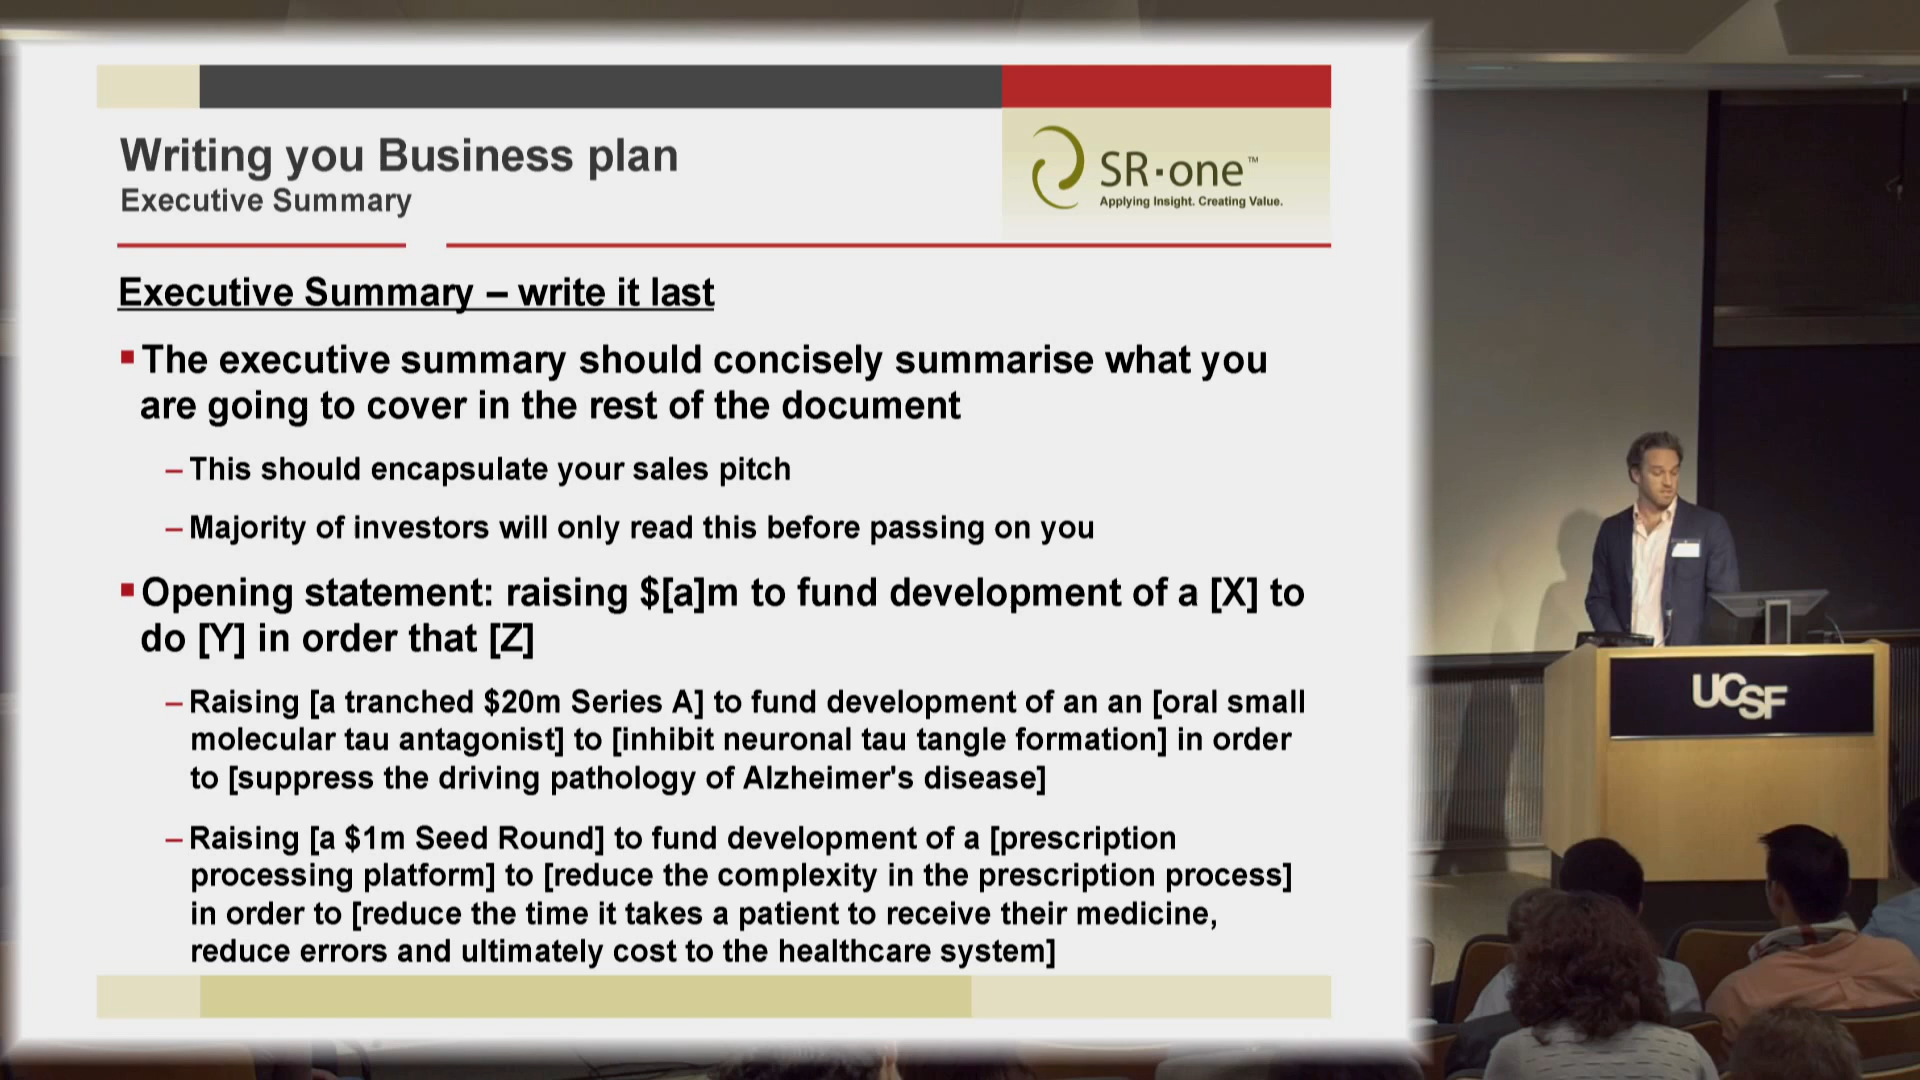 Writing you Business plan
Executive Summary
SR·one™
Applying Insight. Creating Value.
Executive Summary – write it last
▪ The executive summary should concisely summarise what you
are going to cover in the rest of the document
– This should encapsulate your sales pitch
– Majority of investors will only read this before passing on you
▪ Opening statement: raising $[a]m to fund development of a [X] to
do [Y] in order that [Z]
– Raising [a tranched $20m Series A] to fund development of an an [oral small
molecular tau antagonist] to [inhibit neuronal tau tangle formation] in order
to [suppress the driving pathology of Alzheimer's disease]
– Raising [a $1m Seed Round] to fund development of a [prescription
processing platform] to [reduce the complexity in the prescription process]
in order to [reduce the time it takes a patient to receive their medicine,
reduce errors and ultimately cost to the healthcare system]
UCSF